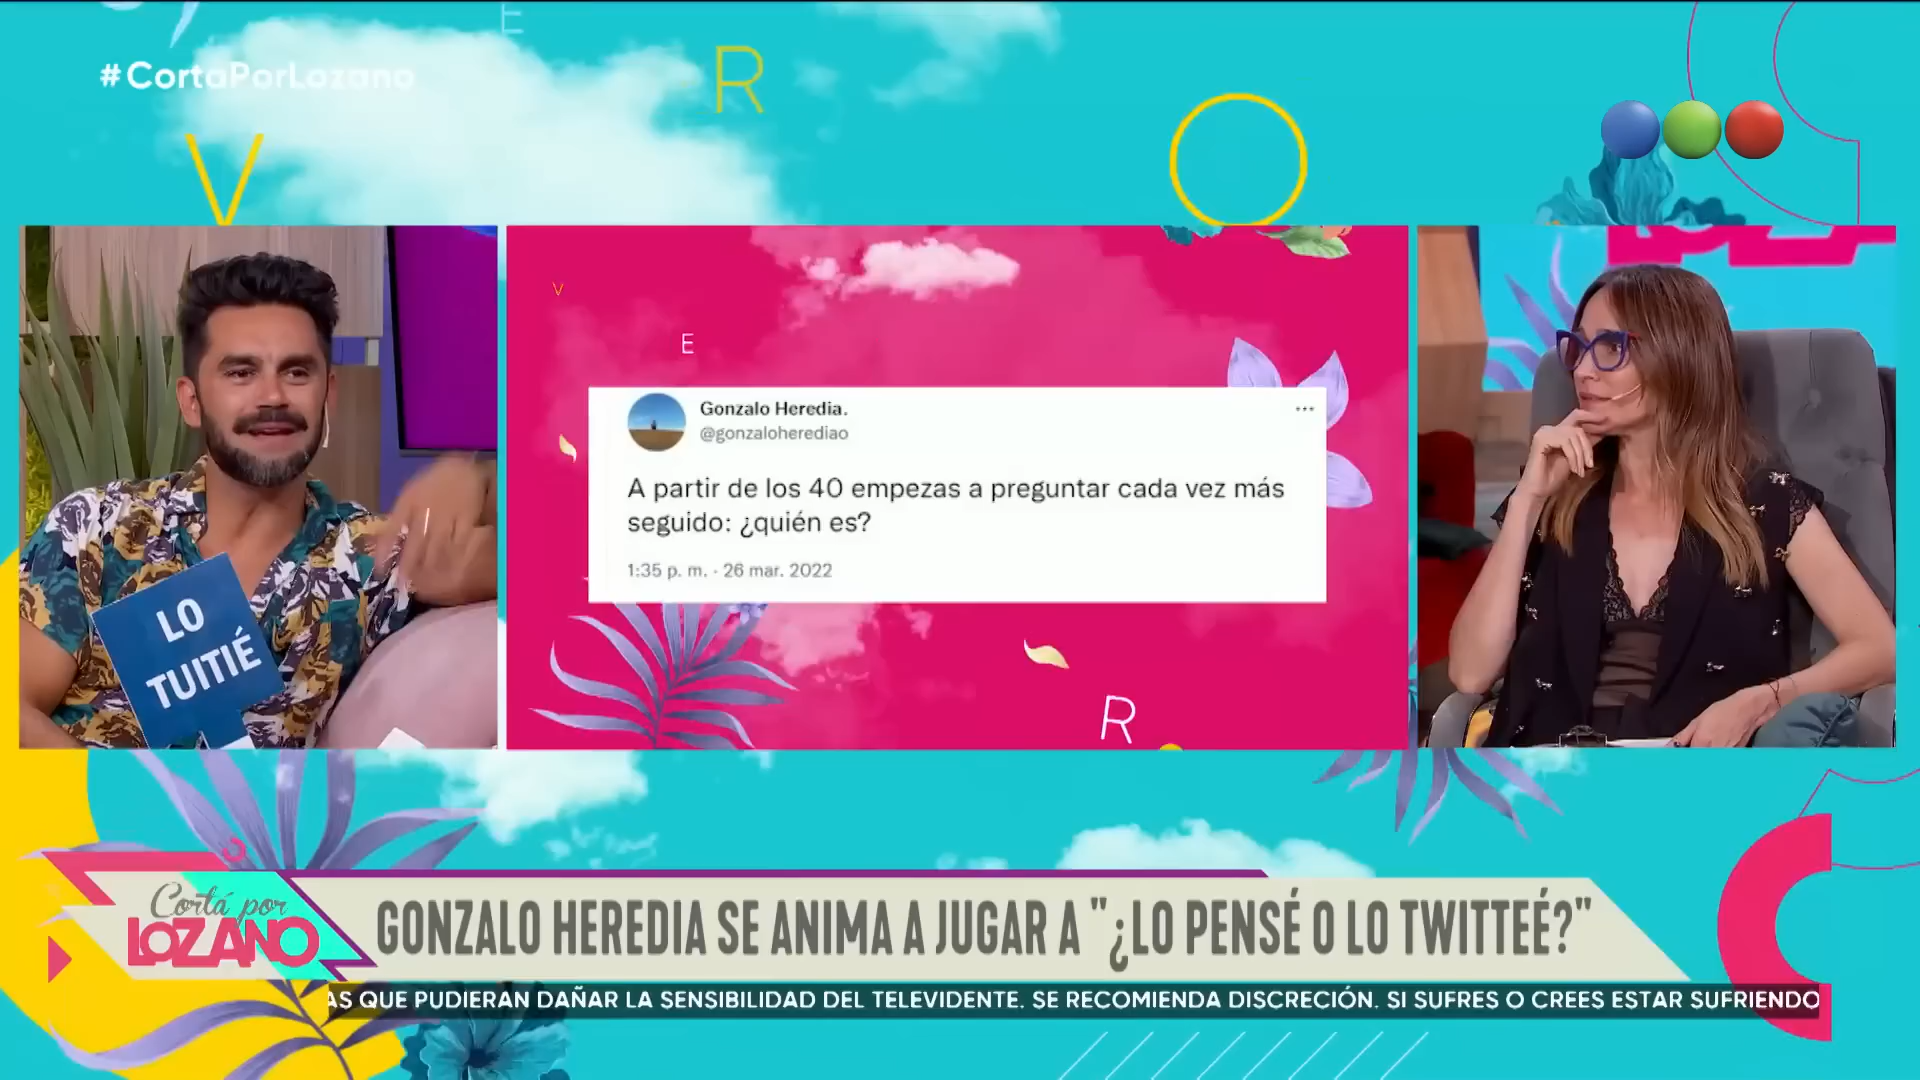 E
#CortaPorLozano
R
V
O
V
E
Gonzalo Heredia.
@gonzaloherediao
A partir de los 40 empezas a preguntar cada vez más
seguido: ¿quién es?
1:35 p. m. · 26 mar. 2022
LO
TUITIÉ
R
Cortá por
LOZANO
GONZALO HEREDIA SE ANIMA A JUGAR A "¿LO PENSÉ O LO TWITTEÉ?"
AS QUE PUDIERAN DAÑAR LA SENSIBILIDAD DEL TELEVIDENTE. SE RECOMIENDA DISCRECIÓN. SI SUFRES O CREES ESTAR SUFRIENDO